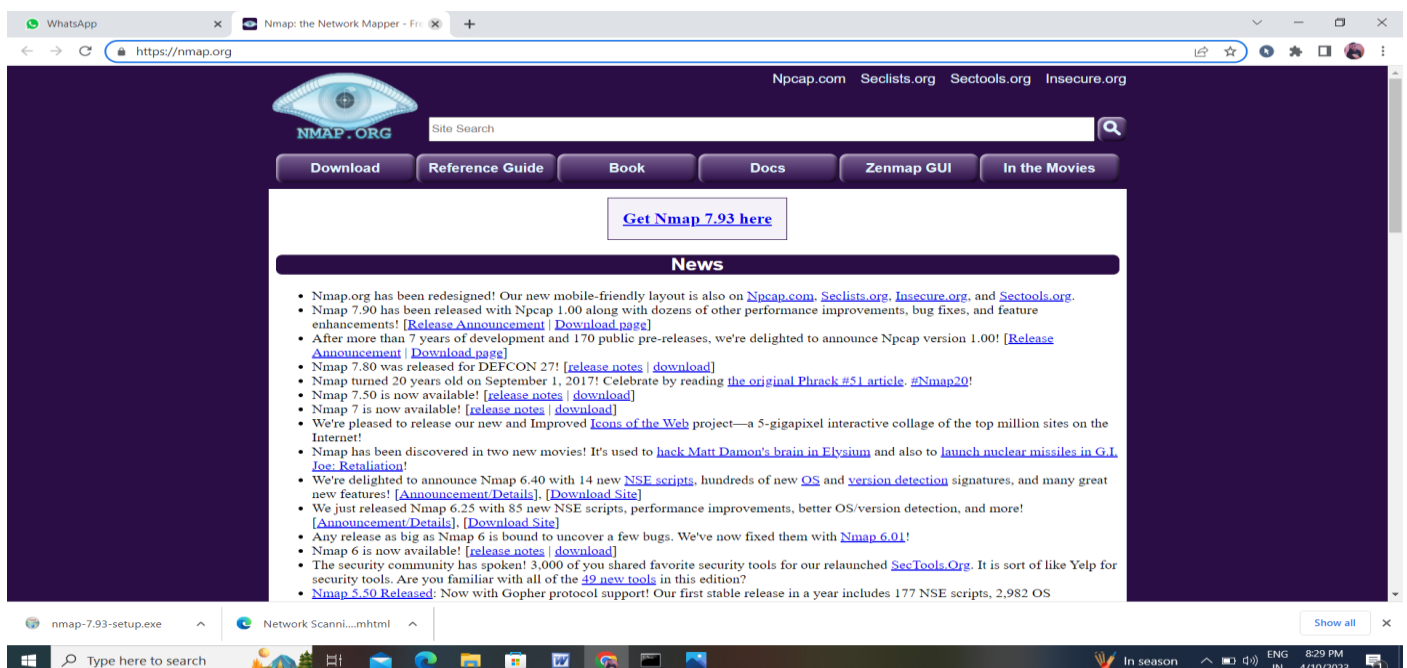 WhatsApp
Nmap: the Network Mapper - Fre
https://nmap.org
Npcap.com Seclists.org Sectools.org Insecure.org
NMAP.ORG
Site Search
Download Reference Guide Book Docs Zenmap GUI In the Movies
Get Nmap 7.93 here
News
• Nmap.org has been redesigned! Our new mobile-friendly layout is also on Npcap.com, Seclists.org, Insecure.org, and Sectools.org.
• Nmap 7.90 has been released with Npcap 1.00 along with dozens of other performance improvements, bug fixes, and feature
enhancements! [Release Announcement | Download page]
• After more than 7 years of development and 170 public pre-releases, we're delighted to announce Npcap version 1.00! [Release
Announcement | Download page]
• Nmap 7.80 was released for DEFCON 27! [release notes | download]
• Nmap turned 20 years old on September 1, 2017! Celebrate by reading the original Phrack #51 article. #Nmap20!
• Nmap 7.50 is now available! [release notes | download]
• Nmap 7 is now available! [release notes | download]
• We're pleased to release our new and Improved Icons of the Web project—a 5-gigapixel interactive collage of the top million sites on the
Internet!
• Nmap has been discovered in two new movies! It's used to hack Matt Damon's brain in Elysium and also to launch nuclear missiles in G.I.
Joe: Retaliation!
• We're delighted to announce Nmap 6.40 with 14 new NSE scripts, hundreds of new OS and version detection signatures, and many great
new features! [Announcement/Details], [Download Site]
• We just released Nmap 6.25 with 85 new NSE scripts, performance improvements, better OS/version detection, and more!
[Announcement/Details], [Download Site]
• Any release as big as Nmap 6 is bound to uncover a few bugs. We've now fixed them with Nmap 6.01!
• Nmap 6 is now available! [release notes | download]
• The security community has spoken! 3,000 of you shared favorite security tools for our relaunched SecTools.Org. It is sort of like Yelp for
security tools. Are you familiar with all of the 49 new tools in this edition?
• Nmap 5.50 Released: Now with Gopher protocol support! Our first stable release in a year includes 177 NSE scripts, 2,982 OS
nmap-7.93-setup.exe
Network Scanni....mhtml
Show all
Type here to search
In season
ENG
IN
8:29 PM
4/10/2023